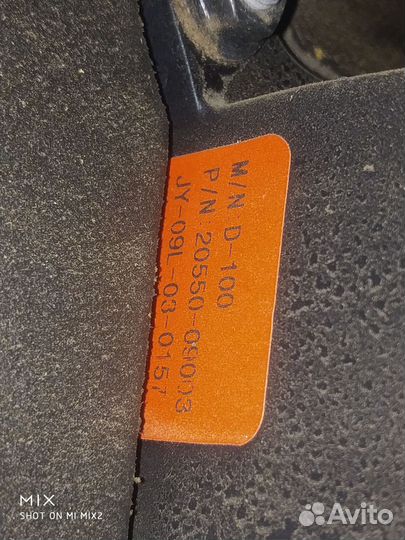 M/N D-100
P/N:20550-09003
JY-09L-03-0157
MIX
SHOT ON MI MIX2
Avito